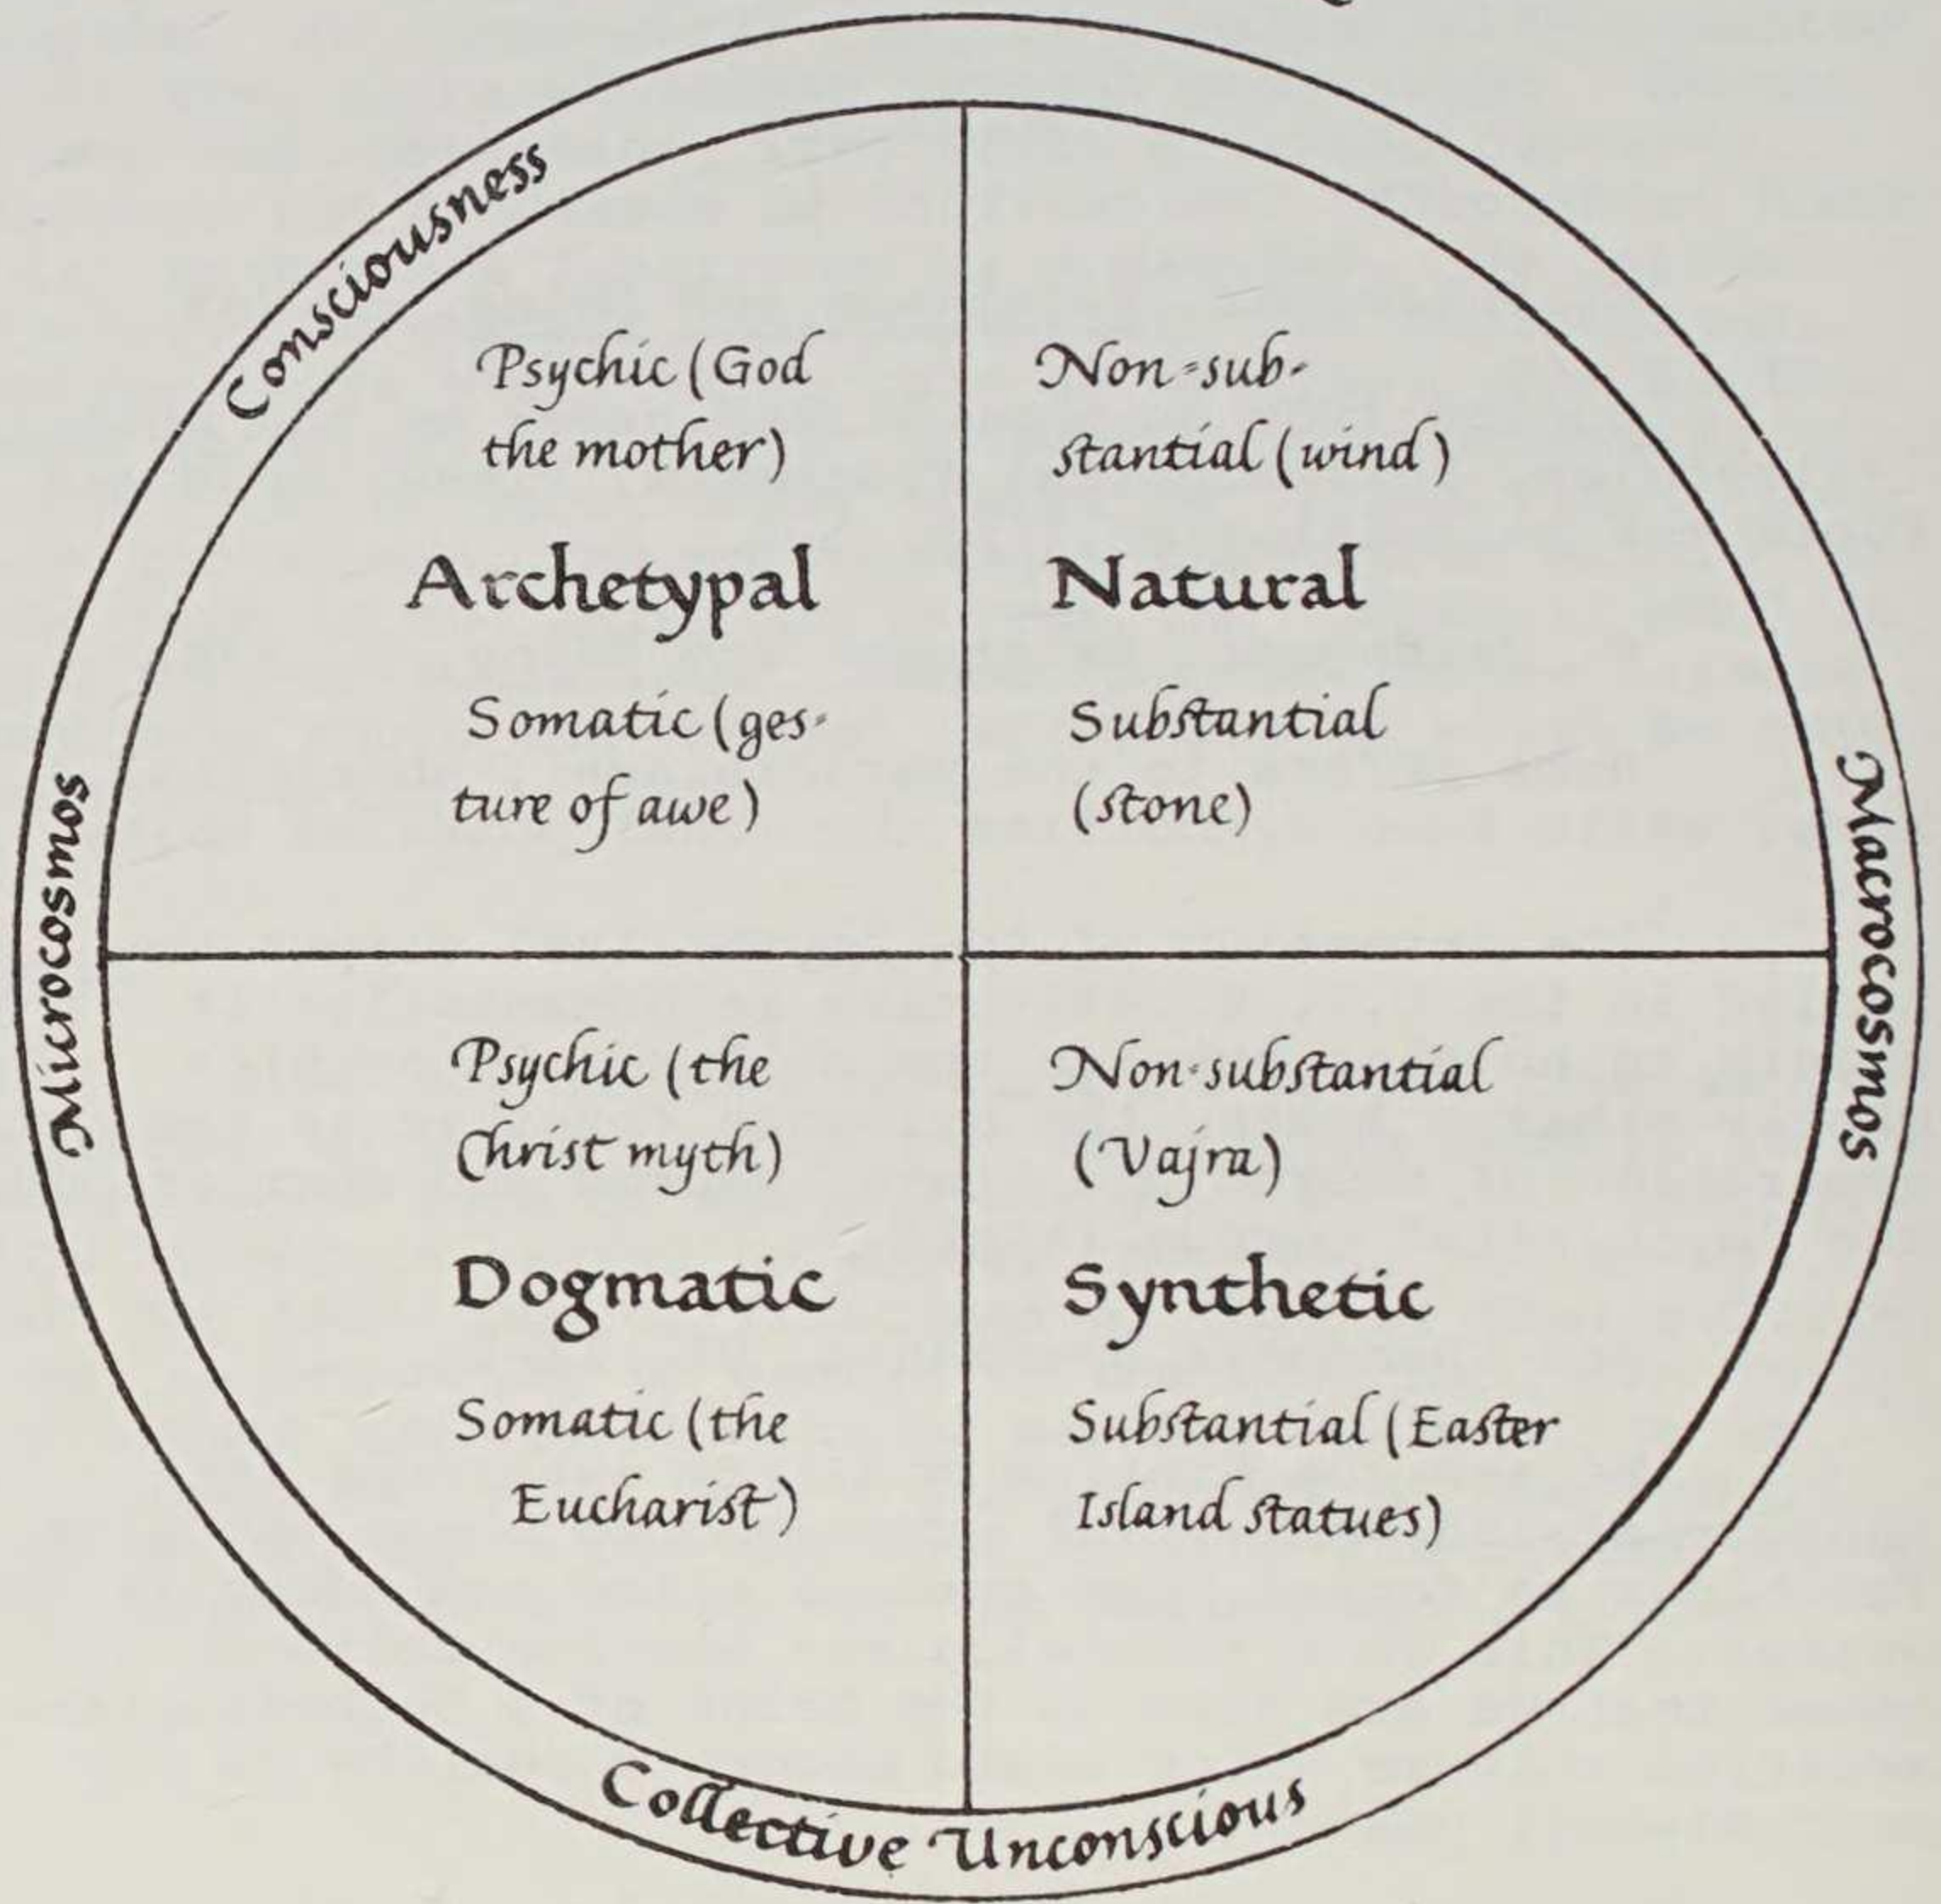 Consciousness
Psychic (God
the mother)
Archetypal
Somatic (ges-
ture of awe)
Non-sub-
stantial (wind)
Natural
Substantial
(stone)
Microcosmos
Macrocosmos
Psychic (the
Christ myth)
Dogmatic
Somatic (the
Eucharist)
Non-substantial
(Vajra)
Synthetic
Substantial (Easter
Island statues)
Collective Unconscious